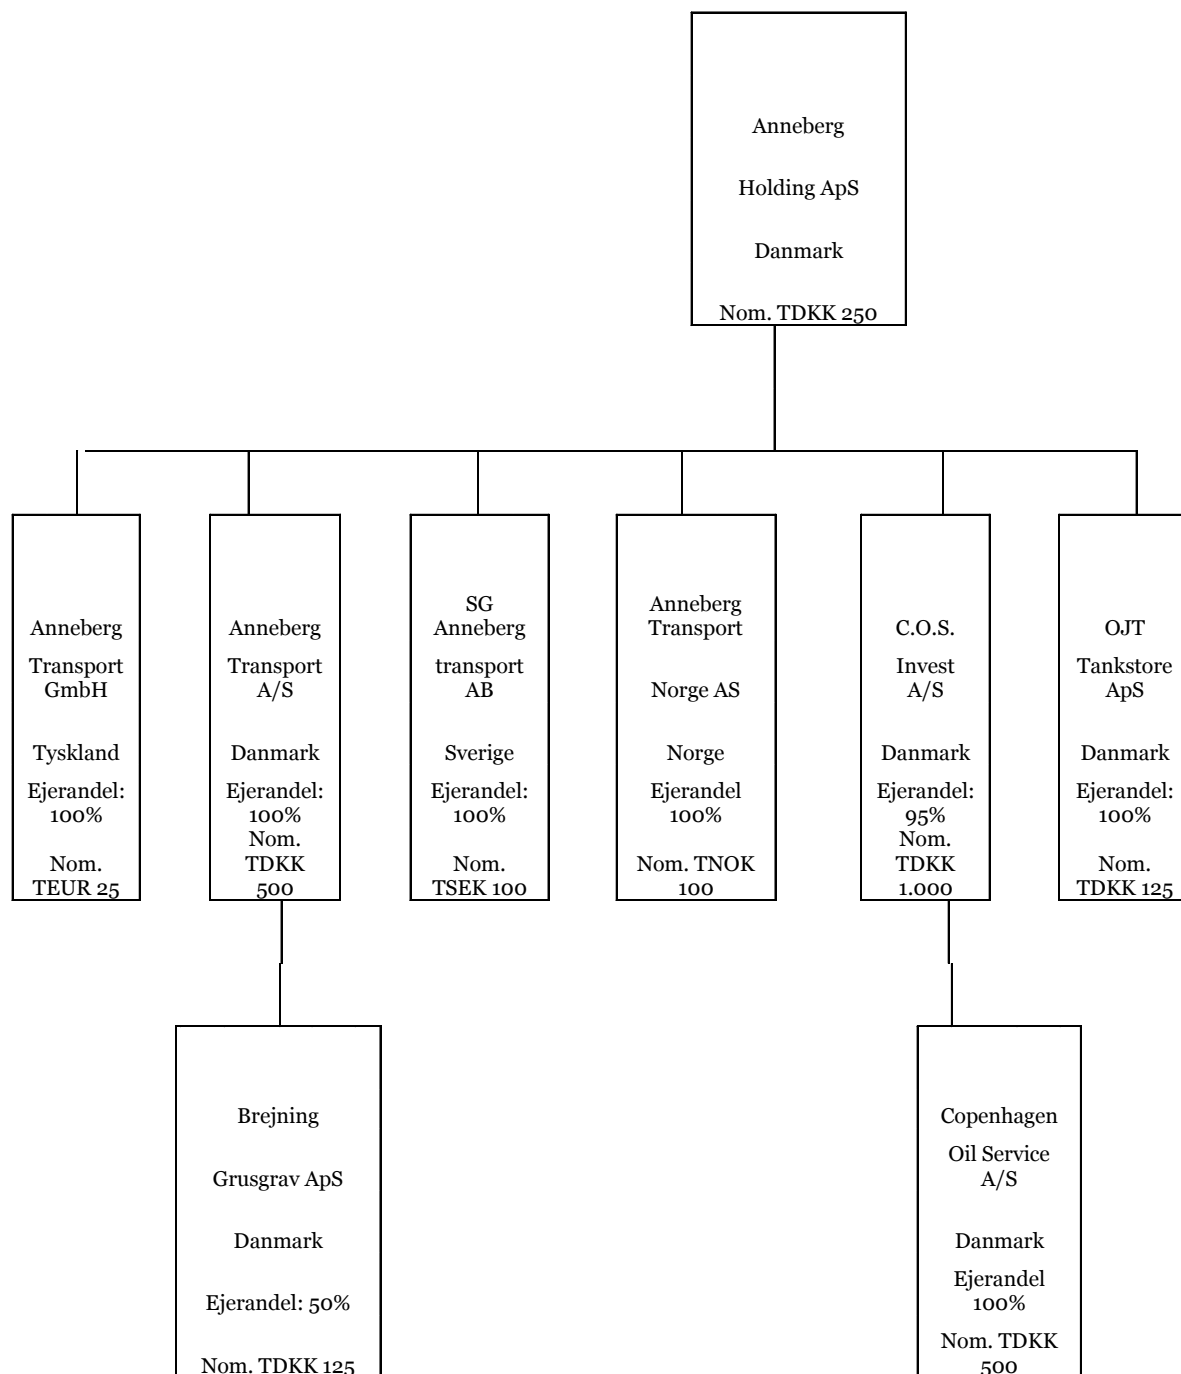 Anneberg
Holding ApS
Danmark
Nom. TDKK 250
Anneberg
Transport
GmbH
Tyskland
Ejerandel:
100%
Nom.
TEUR 25
Anneberg
Transport
A/S
Danmark
Ejerandel:
100%
Nom.
TDKK
500
SG
Anneberg
transport
AB
Sverige
Ejerandel:
100%
Nom.
TSEK 100
Anneberg
Transport
Norge AS
Norge
Ejerandel
100%
Nom. TNOK
100
C.O.S.
Invest
A/S
Danmark
Ejerandel:
95%
Nom.
TDKK
1.000
OJT
Tankstore
ApS
Danmark
Ejerandel:
100%
Nom.
TDKK 125
Brejning
Grusgrav ApS
Danmark
Ejerandel: 50%
Nom. TDKK 125
Copenhagen
Oil Service
A/S
Danmark
Ejerandel
100%
Nom. TDKK
500